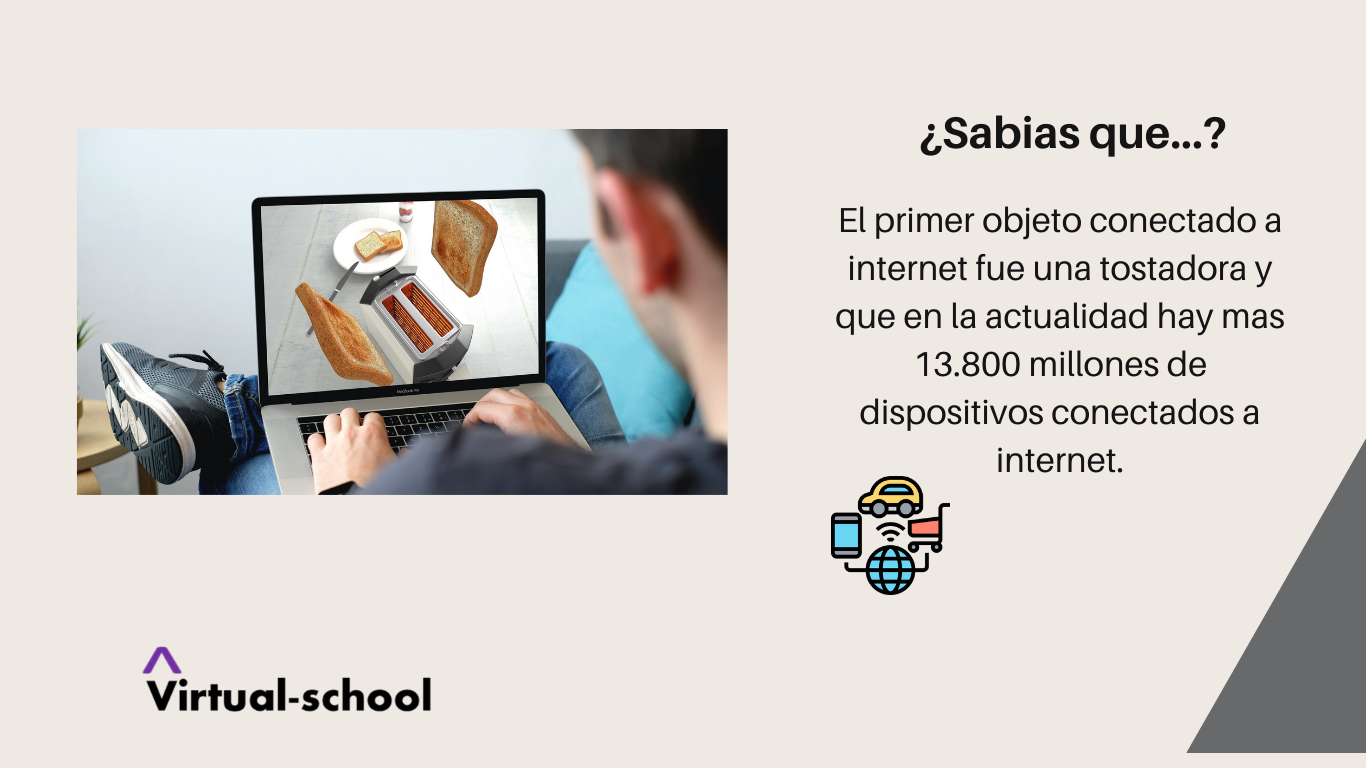 ¿Sabias que...?
El primer objeto conectado a
internet fue una tostadora y
que en la actualidad hay mas
13.800 millones de
dispositivos conectados a
internet.
Virtual-school